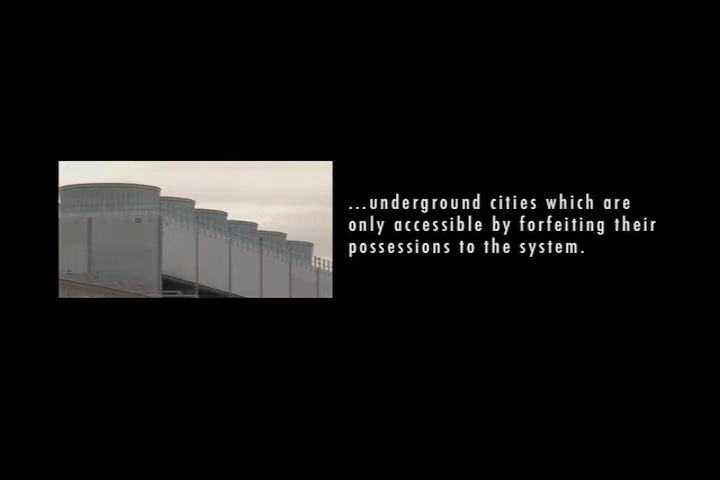 ...underground cities which are
only accessible by forfeiting their
possessions to the system.